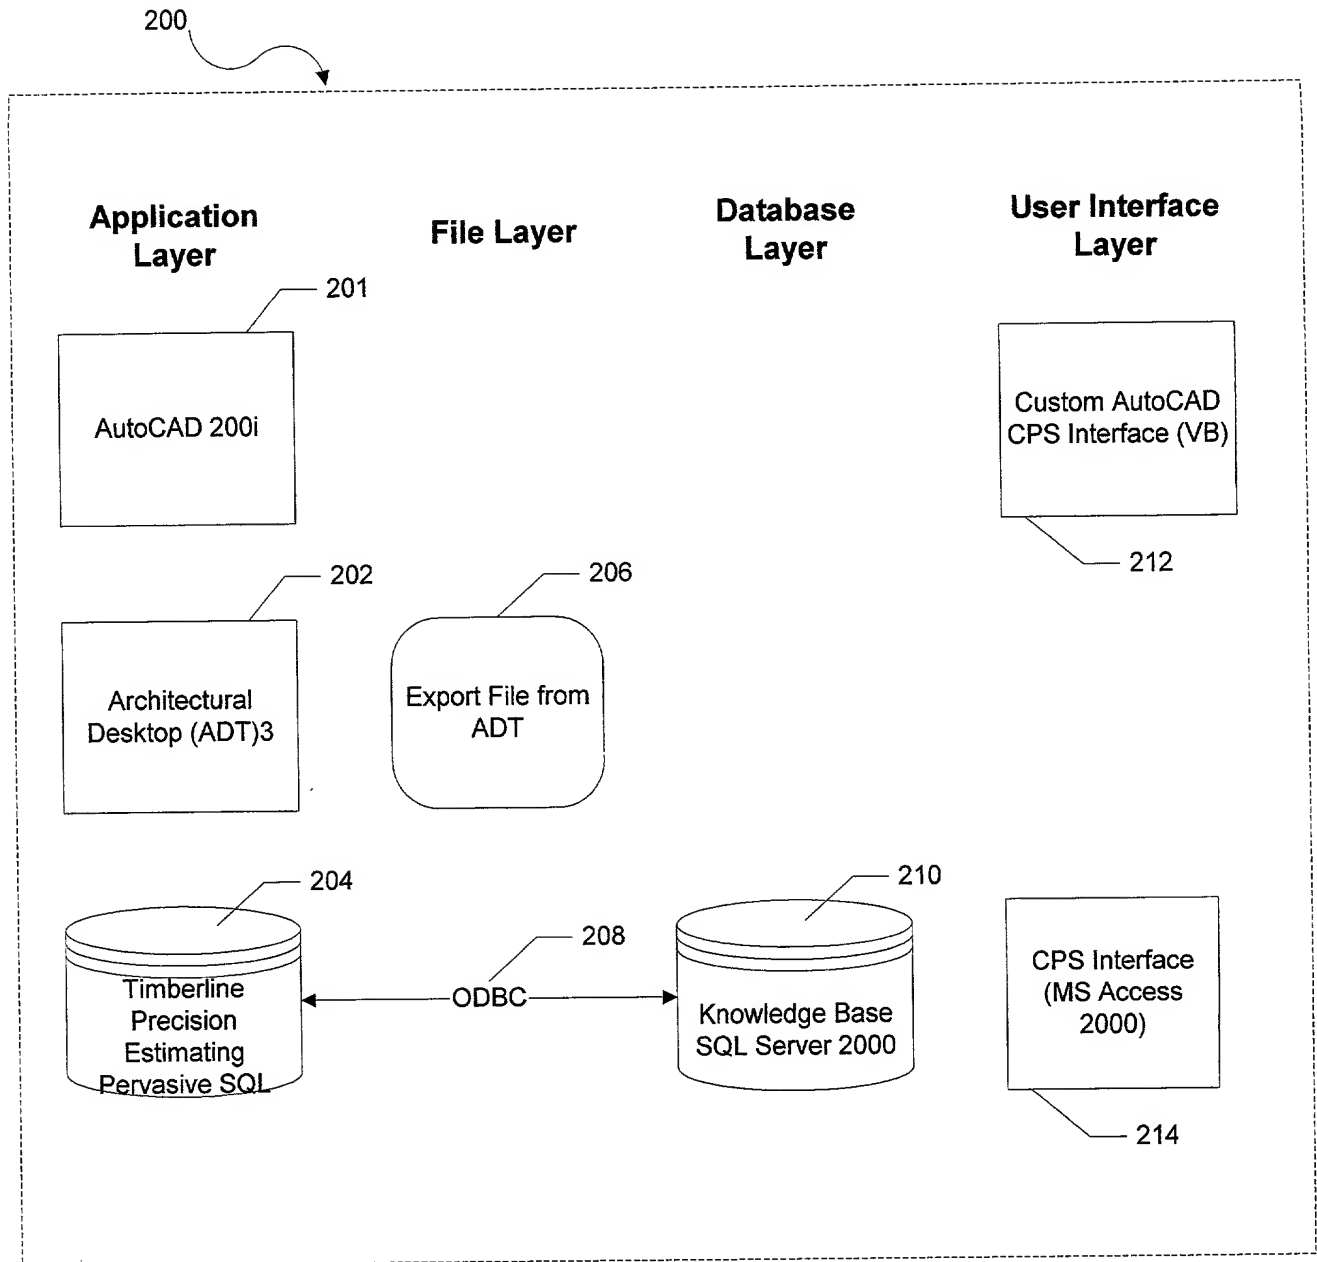 200
Application
Layer
File Layer
Database
Layer
User Interface
Layer
201
AutoCAD 200i
Custom AutoCAD
CPS Interface (VB)
212
202
206
Architectural
Desktop (ADT)3
Export File from
ADT
204
208
210
Timberline
Precision
Estimating
Pervasive SQL
ODBC
Knowledge Base
SQL Server 2000
CPS Interface
(MS Access
2000)
214